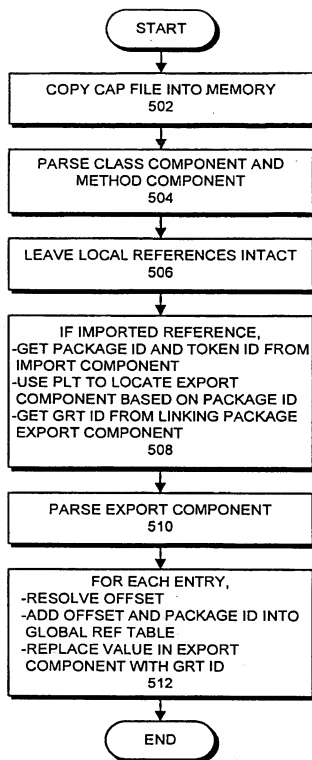 START
COPY CAP FILE INTO MEMORY
502
PARSE CLASS COMPONENT AND
METHOD COMPONENT
504
LEAVE LOCAL REFERENCES INTACT
506
IF IMPORTED REFERENCE,
-GET PACKAGE ID AND TOKEN ID FROM
IMPORT COMPONENT
-USE PLT TO LOCATE EXPORT
COMPONENT BASED ON PACKAGE ID
-GET GRT ID FROM LINKING PACKAGE
EXPORT COMPONENT
508
PARSE EXPORT COMPONENT
510
FOR EACH ENTRY,
-RESOLVE OFFSET
-ADD OFFSET AND PACKAGE ID INTO
GLOBAL REF TABLE
-REPLACE VALUE IN EXPORT
COMPONENT WITH GRT ID
512
END